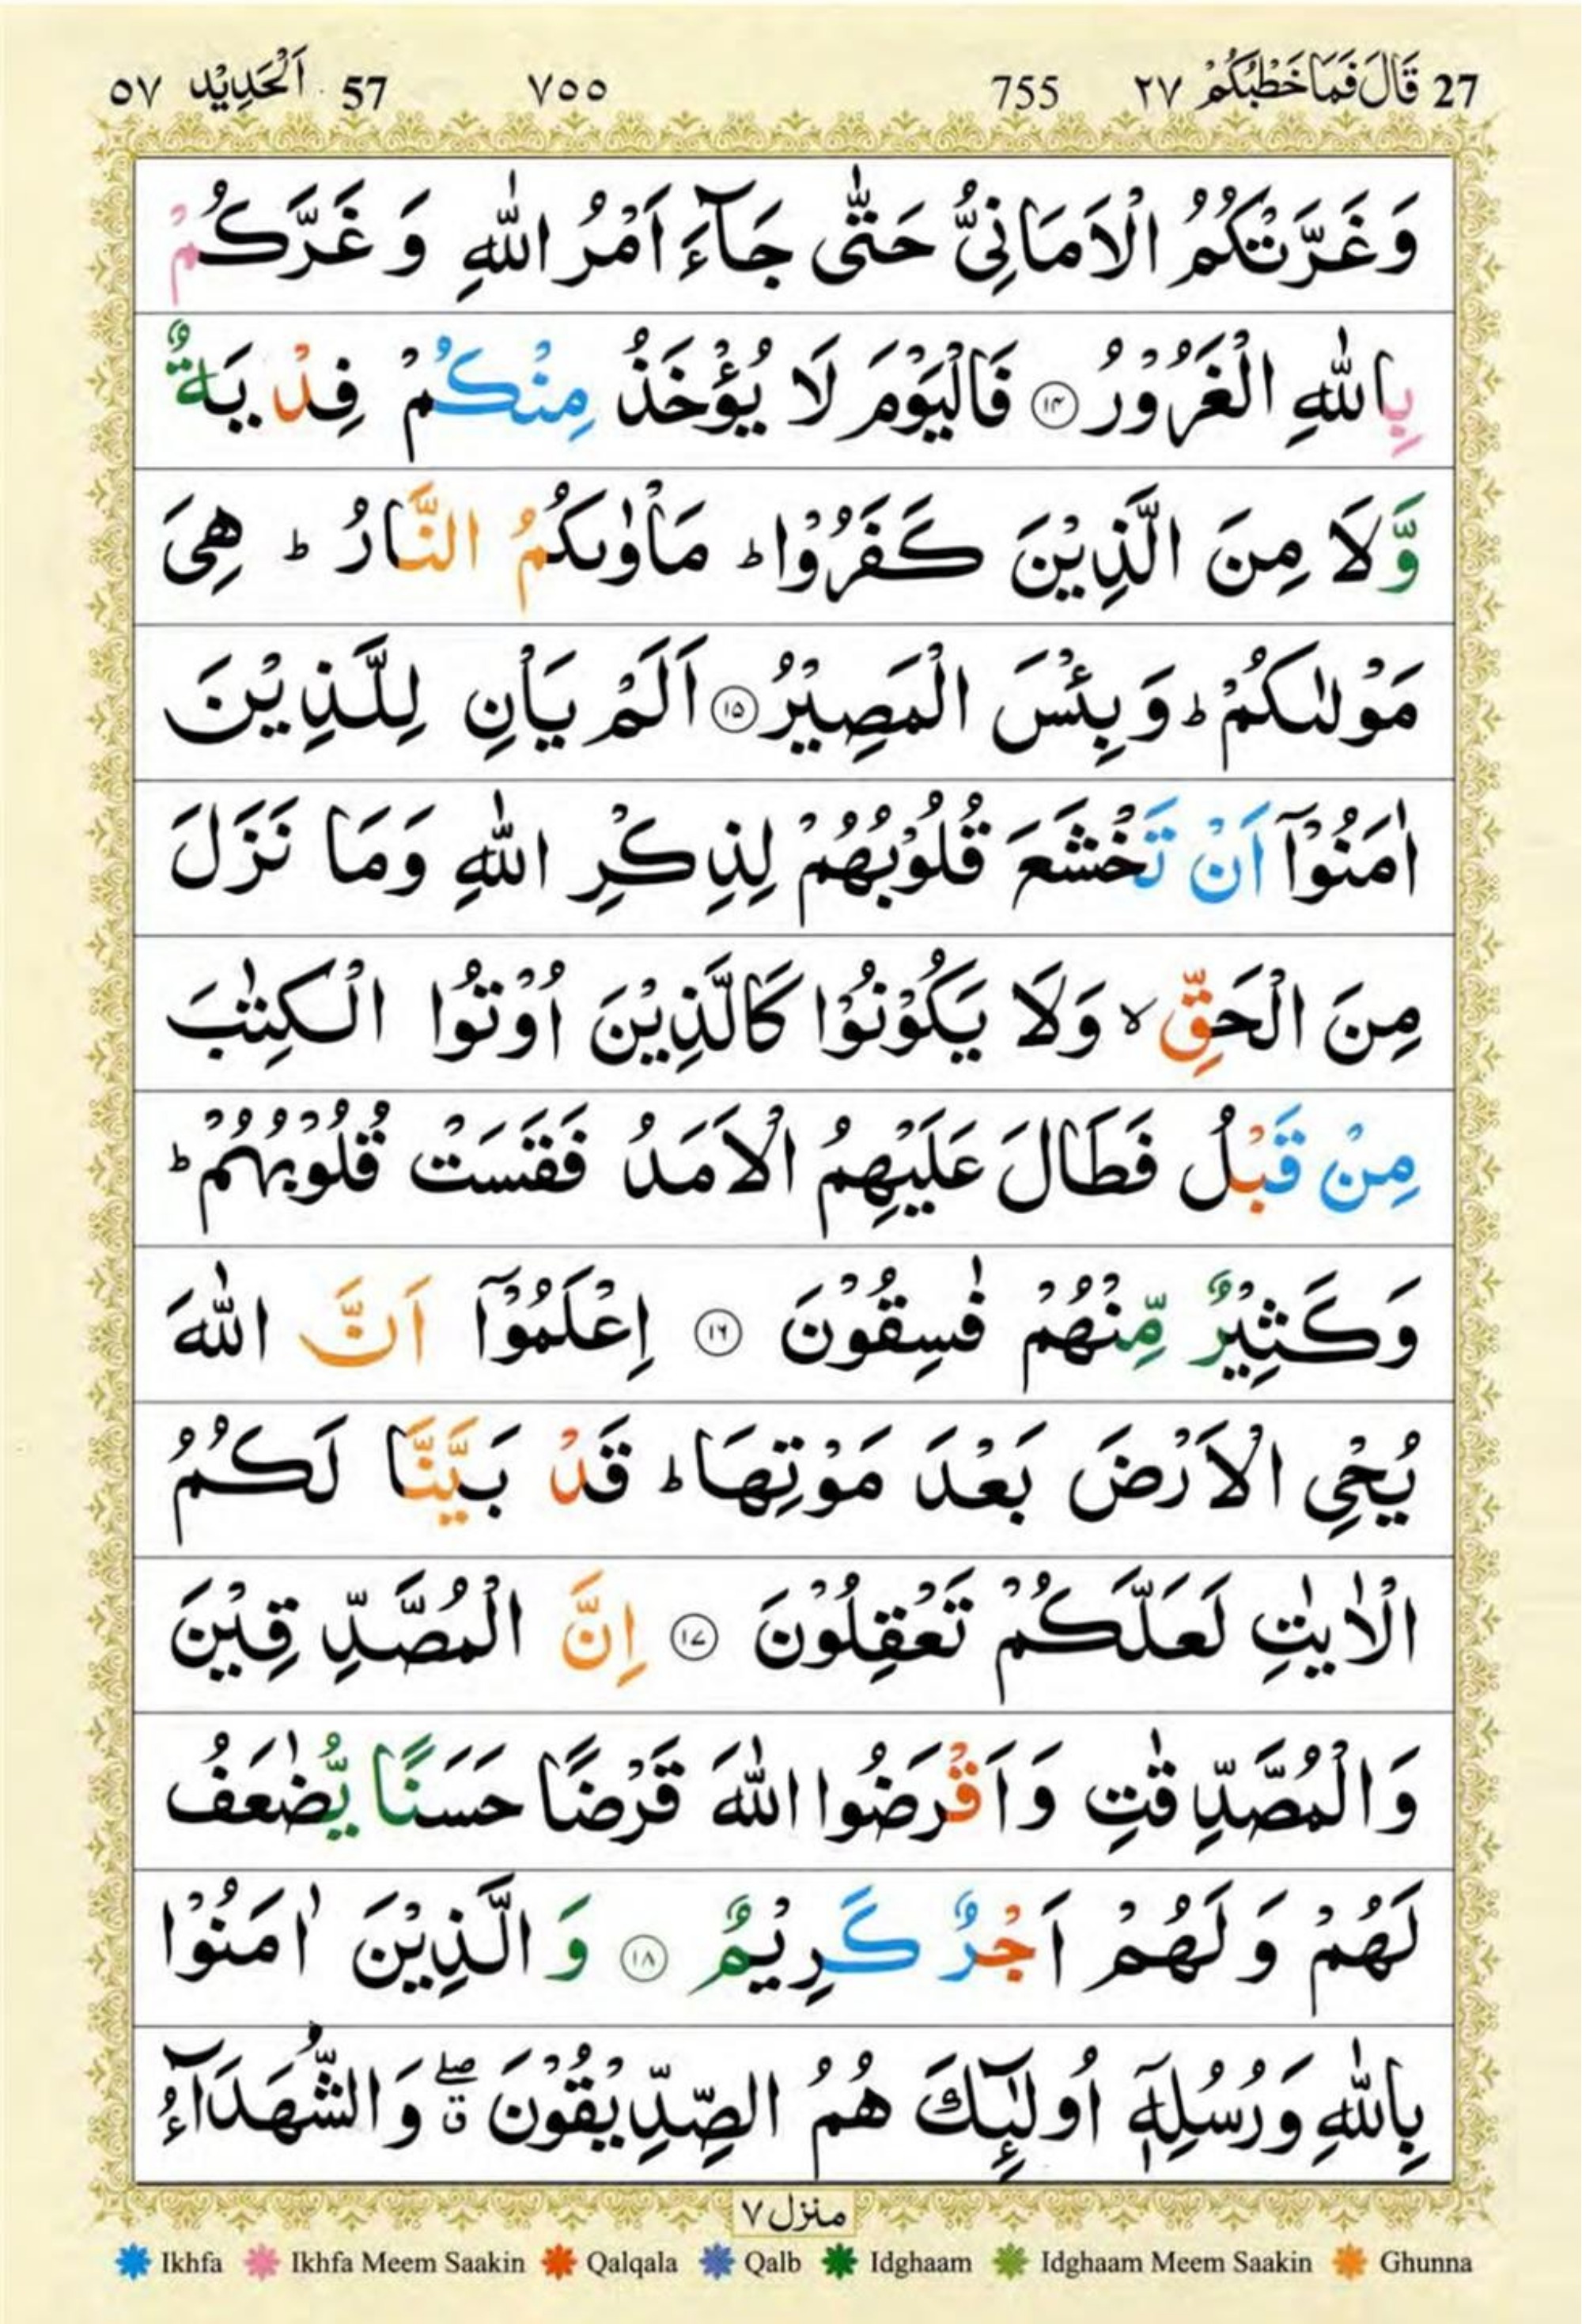 27 قَالَ فَمَا خَطْبُكُمْ ٢٧ 755 ٧٥٥ 57 اَلْحَدِيْد ٥٧
وَ غَرَّتْكُمُ الْاَمَانِىُّ حَتّٰى جَآءَ اَمْرُ اللّٰهِ وَ غَرَّكُمْ
بِاللّٰهِ الْغَرُوْرُ ۝١٤ فَالْيَوْمَ لَا يُؤْخَذُ مِنْكُمْ فِدْيَةٌ
وَّلَا مِنَ الَّذِيْنَ كَفَرُوْا ؕ مَاْوٰىكُمُ النَّارُ ؕ هِىَ
مَوْلٰىكُمْ ؕ وَ بِئْسَ الْمَصِيْرُ ۝١٥ اَلَمْ يَاْنِ لِلَّذِيْنَ
اٰمَنُوْۤا اَنْ تَخْشَعَ قُلُوْبُهُمْ لِذِكْرِ اللّٰهِ وَمَا نَزَلَ
مِنَ الْحَقِّ ۙ وَلَا يَكُوْنُوْا كَالَّذِيْنَ اُوْتُوا الْكِتٰبَ
مِنْ قَبْلُ فَطَالَ عَلَيْهِمُ الْاَمَدُ فَقَسَتْ قُلُوْبُهُمْ ؕ
وَكَثِيْرٌ مِّنْهُمْ فٰسِقُوْنَ ۝١٦ اِعْلَمُوْۤا اَنَّ اللّٰهَ
يُحْىِ الْاَرْضَ بَعْدَ مَوْتِهَا ؕ قَدْ بَيَّنَّا لَكُمُ
الْاٰيٰتِ لَعَلَّكُمْ تَعْقِلُوْنَ ۝١٧ اِنَّ الْمُصَّدِّقِيْنَ
وَالْمُصَّدِّقٰتِ وَاَقْرَضُوا اللّٰهَ قَرْضًا حَسَنًا يُّضٰعَفُ
لَهُمْ وَ لَهُمْ اَجْرٌ كَرِيْمٌ ۝١٨ وَ الَّذِيْنَ اٰمَنُوْا
بِاللّٰهِ وَرُسُلِهٖۤ اُولٰٓئِكَ هُمُ الصِّدِّيْقُوْنَ ۖۗ وَالشُّهَدَآءُ
منزل ٧
Ikhfa Ikhfa Meem Saakin Qalqala Qalb Idghaam Idghaam Meem Saakin Ghunna